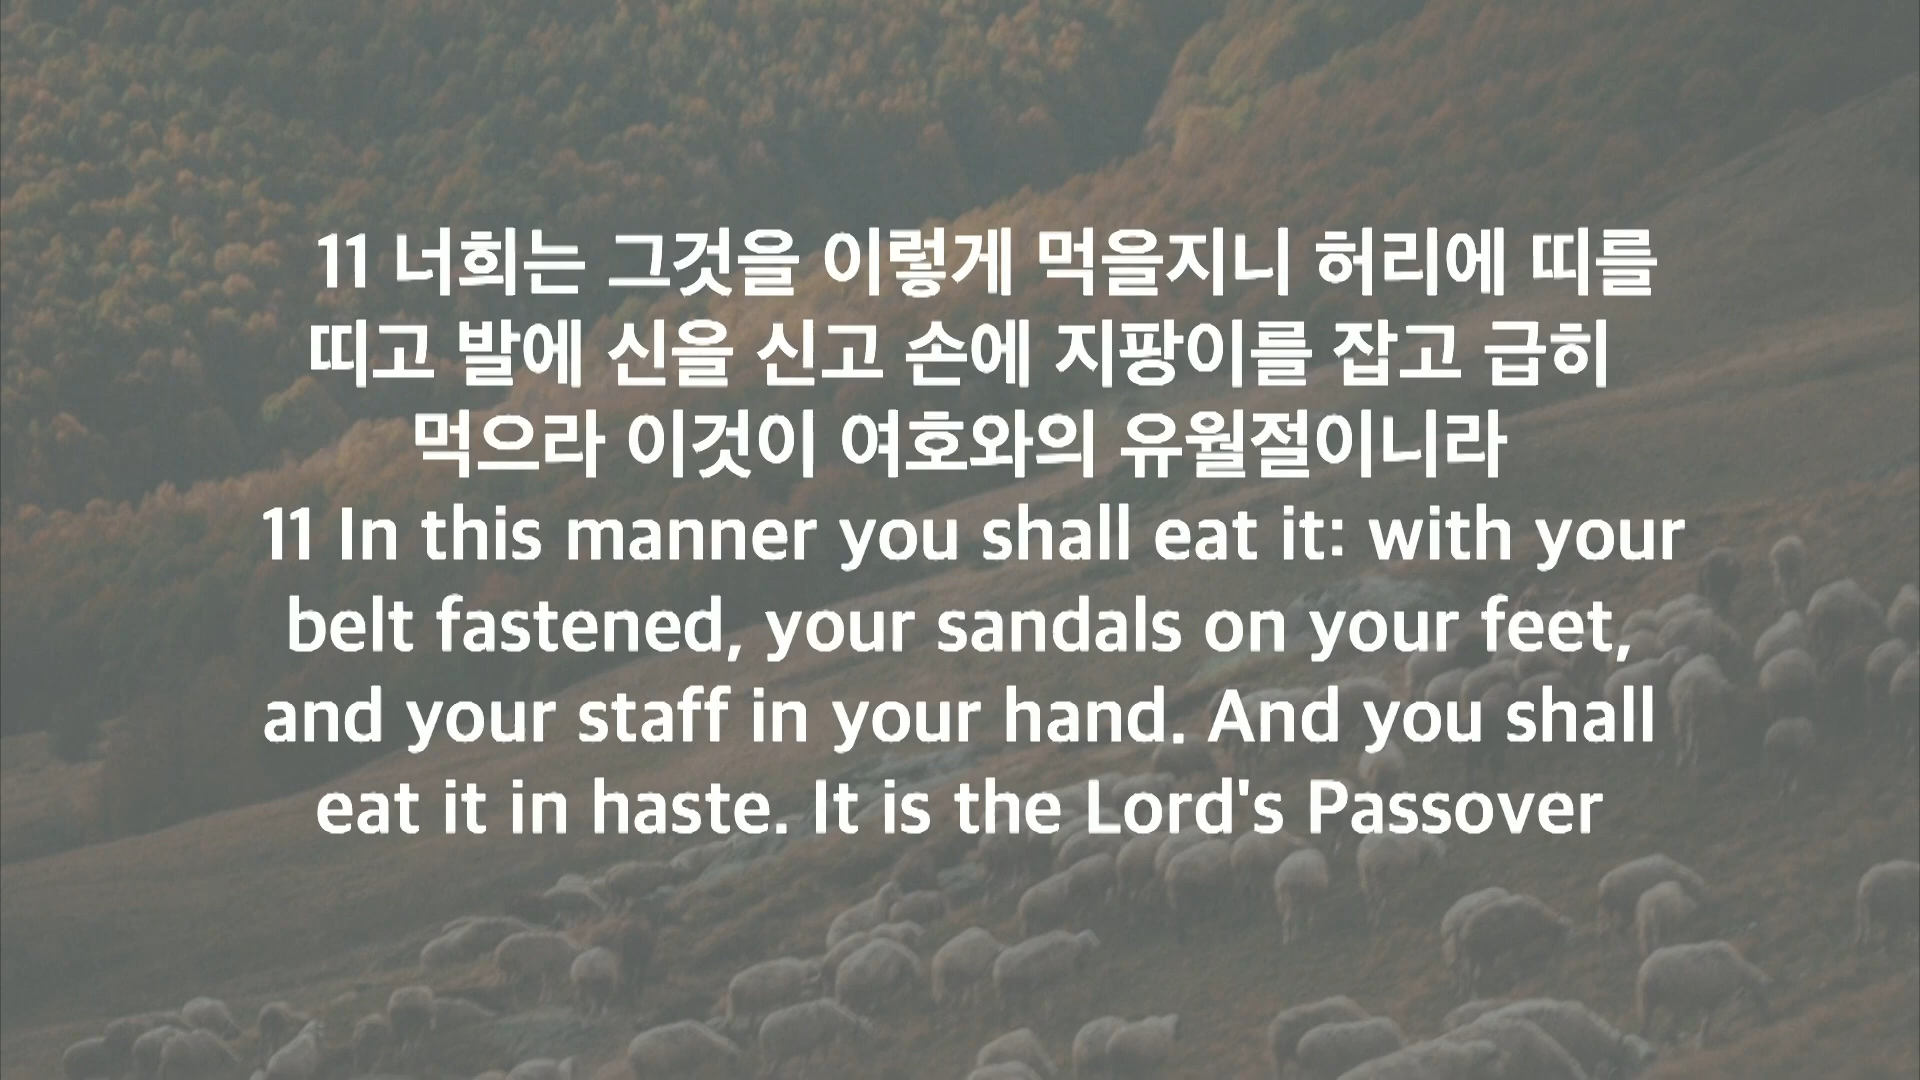 11 너희는 그것을 이렇게 먹을지니 허리에 띠를
띠고 발에 신을 신고 손에 지팡이를 잡고 급히
먹으라 이것이 여호와의 유월절이니라
11 In this manner you shall eat it: with your
belt fastened, your sandals on your feet,
and your staff in your hand. And you shall
eat it in haste. It is the Lord's Passover